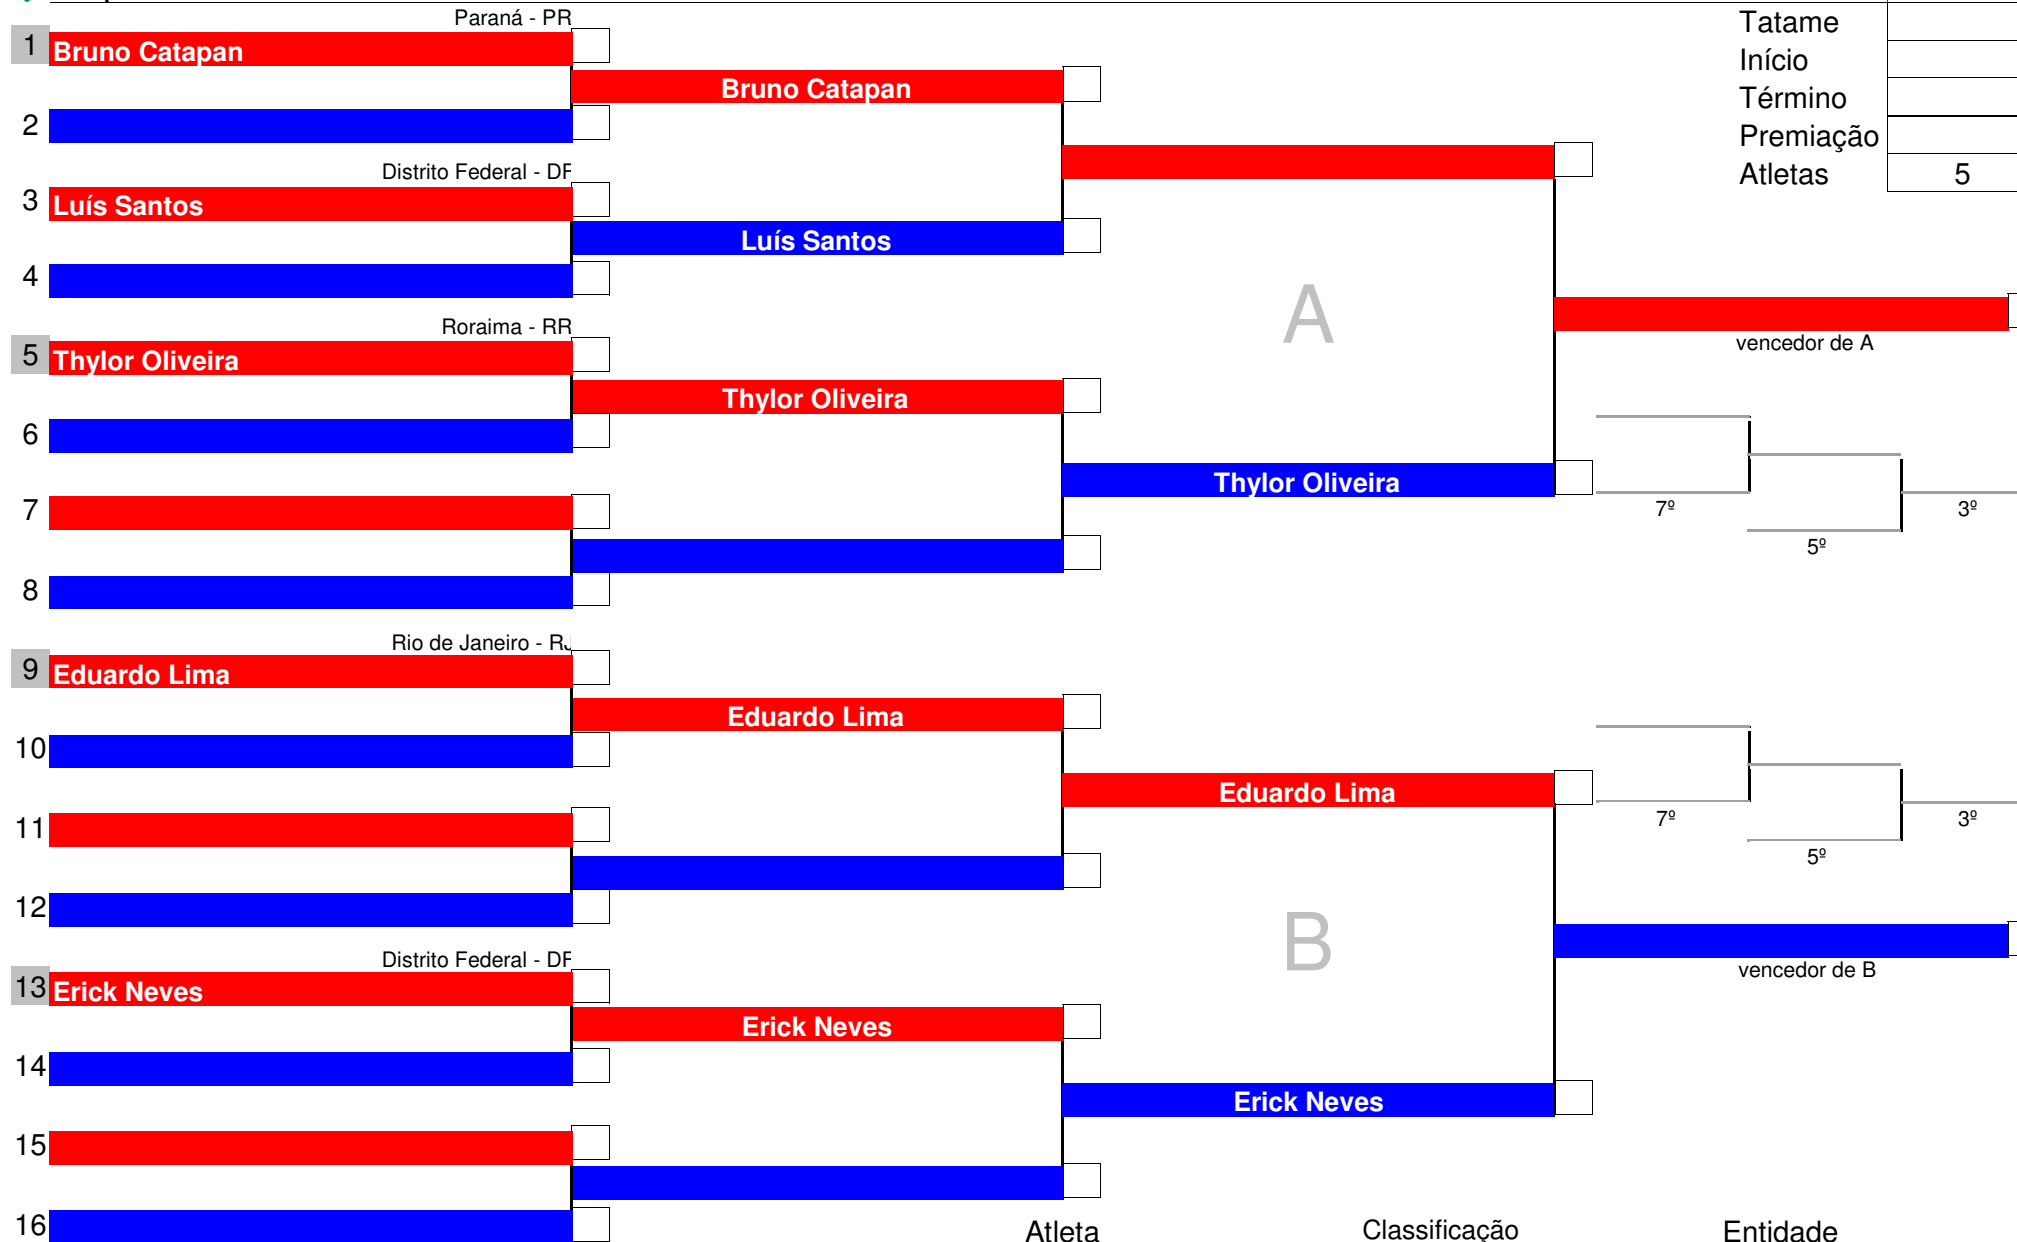 Paraná - PR
1 Bruno Catapan
Bruno Catapan
2
Distrito Federal - DF
3 Luís Santos
Luís Santos
4
Roraima - RR
5 Thylor Oliveira
Thylor Oliveira
6
Thylor Oliveira
7
8
Rio de Janeiro - RJ
9 Eduardo Lima
Eduardo Lima
10
Eduardo Lima
11
12
Distrito Federal - DF
13 Erick Neves
Erick Neves
14
Erick Neves
15
16
A
B
vencedor de A
7º
5º
3º
7º
5º
3º
vencedor de B
Tatame
Início
Término
Premiação
Atletas 5
Atleta Classificação Entidade